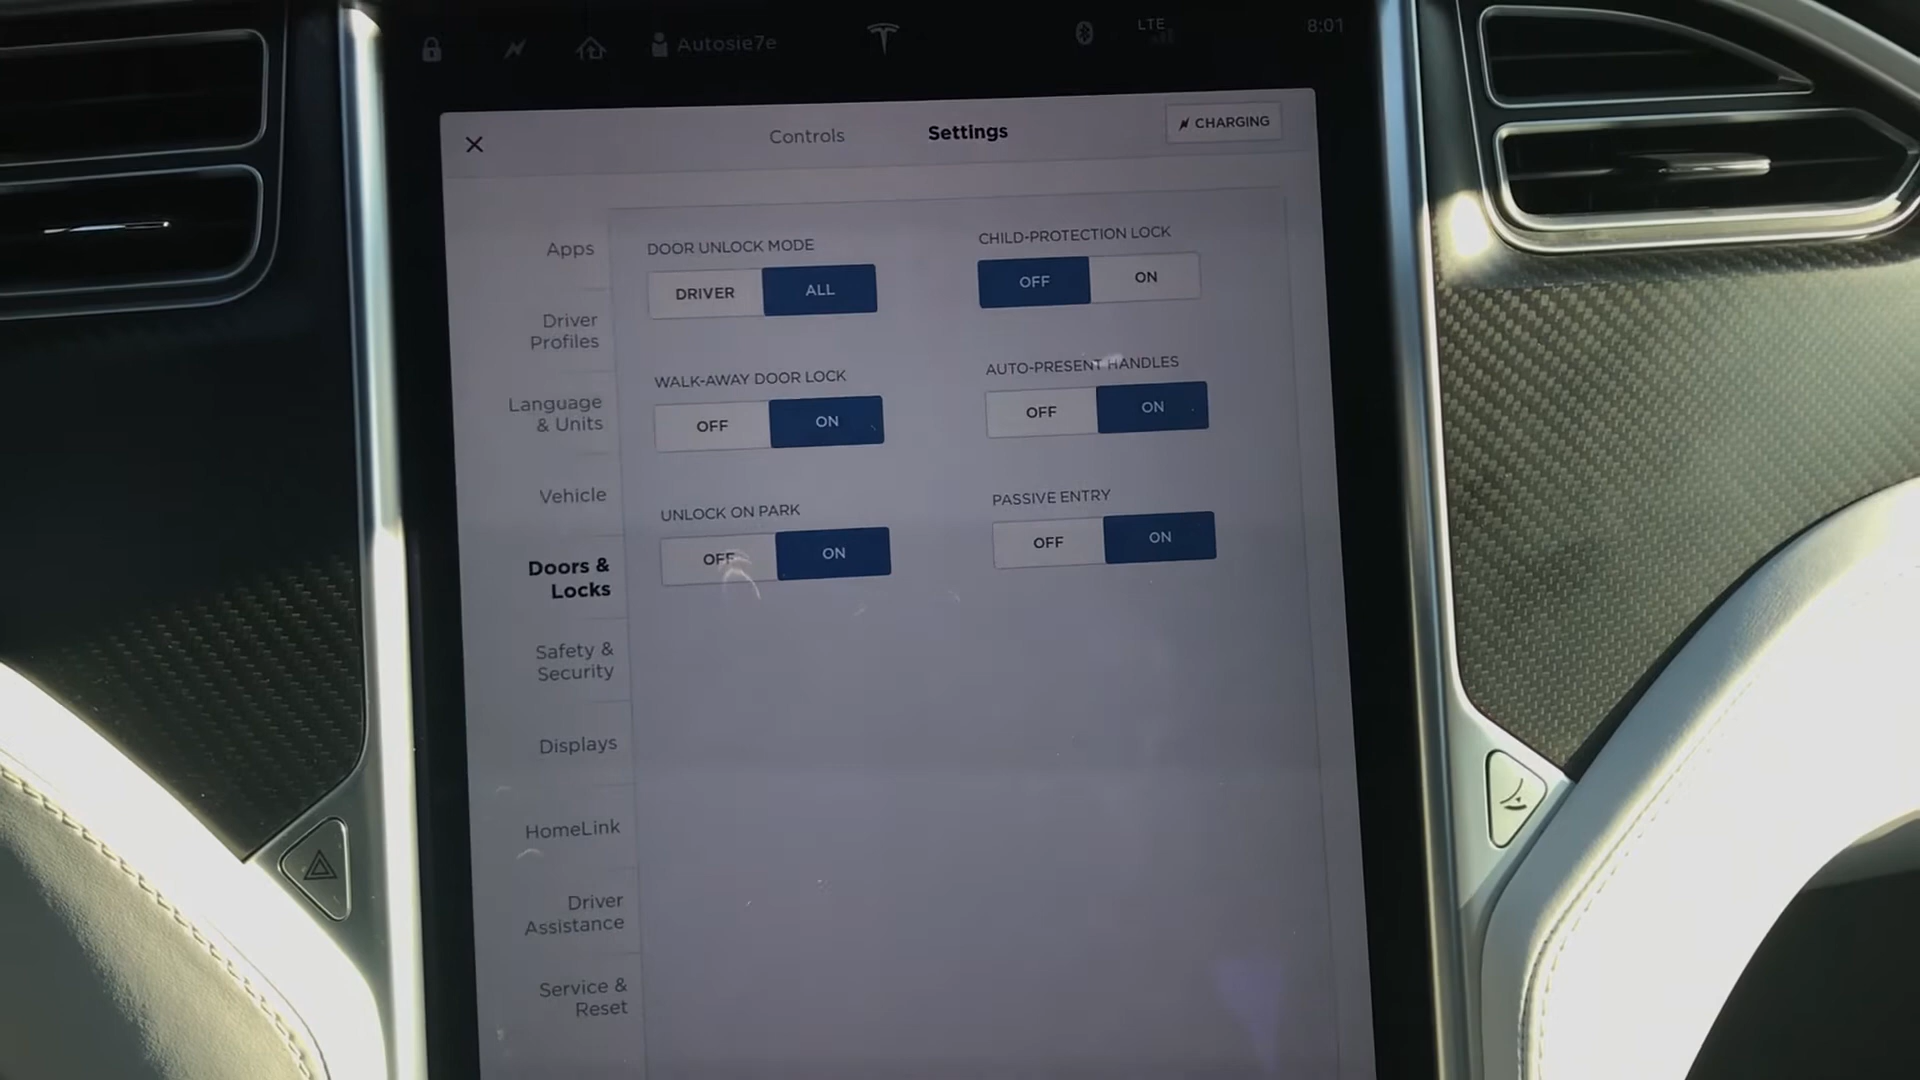 Autosie7e
LTE
8:01
Controls
Settings
CHARGING
Apps
Driver
Profiles
Language
& Units
Vehicle
Doors &
Locks
Safety &
Security
Displays
HomeLink
Driver
Assistance
Service &
Reset
DOOR UNLOCK MODE
DRIVER ALL
CHILD-PROTECTION LOCK
OFF ON
WALK-AWAY DOOR LOCK
OFF ON
AUTO-PRESENT HANDLES
OFF ON
UNLOCK ON PARK
OFF ON
PASSIVE ENTRY
OFF ON